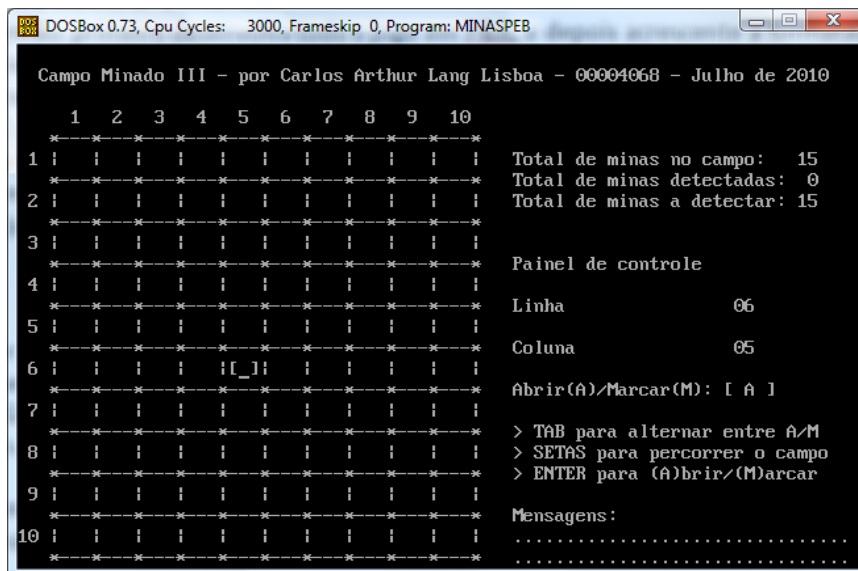 DOSBox 0.73, Cpu Cycles: 3000, Frameskip 0, Program: MINASPEB
Campo Minado III - por Carlos Arthur Lang Lisboa - 00004068 - Julho de 2010
1 2 3 4 5 6 7 8 9 10
1
2
3
4
5
6 [_]
7
8
9
10
Total de minas no campo: 15
Total de minas detectadas: 0
Total de minas a detectar: 15
Painel de controle
Linha 06
Coluna 05
Abrir(A)/Marcar(M): [ A ]
> TAB para alternar entre A/M
> SETAS para percorrer o campo
> ENTER para (A)brir/(M)arcar
Mensagens:
................................
................................